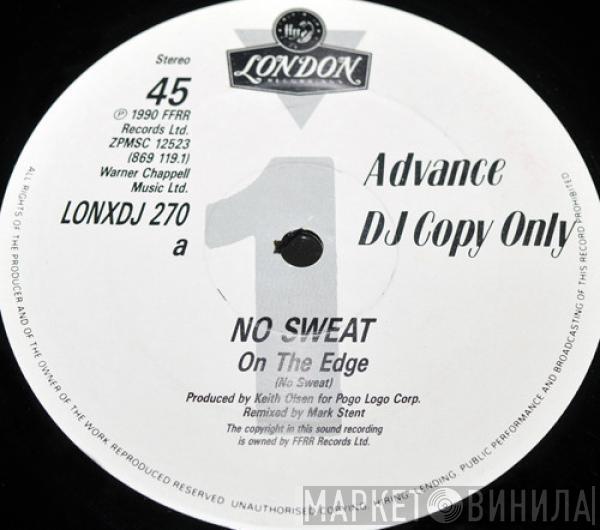 LONDON
RECORDINGS
Stereo
45
℗ 1990 FFRR
Records Ltd.
ZPMSC 12523
(869 119.1)
Warner Chappell
Music Ltd.
LONXDJ 270
a
1
Advance
DJ Copy Only
NO SWEAT
On The Edge
(No Sweat)
Produced by Keith Olsen for Pogo Logo Corp.
Remixed by Mark Stent
The copyright in this sound recording
is owned by FFRR Records Ltd.
ALL RIGHTS OF THE PRODUCER AND OF THE OWNER OF THE WORK REPRODUCED RESERVED. UNAUTHORISED COPYING, HIRING, LENDING, PUBLIC PERFORMANCE AND BROADCASTING OF THIS RECORD PROHIBITED
МАРКЕТ ВИНИЛА